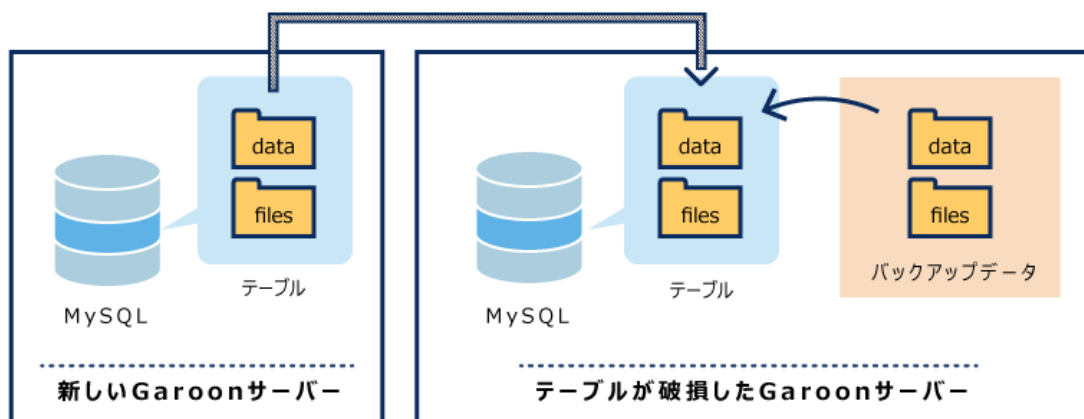 data
files
テーブル
MySQL
新しいGaroonサーバー
data
files
テーブル
MySQL
data
files
バックアップデータ
テーブルが破損したGaroonサーバー